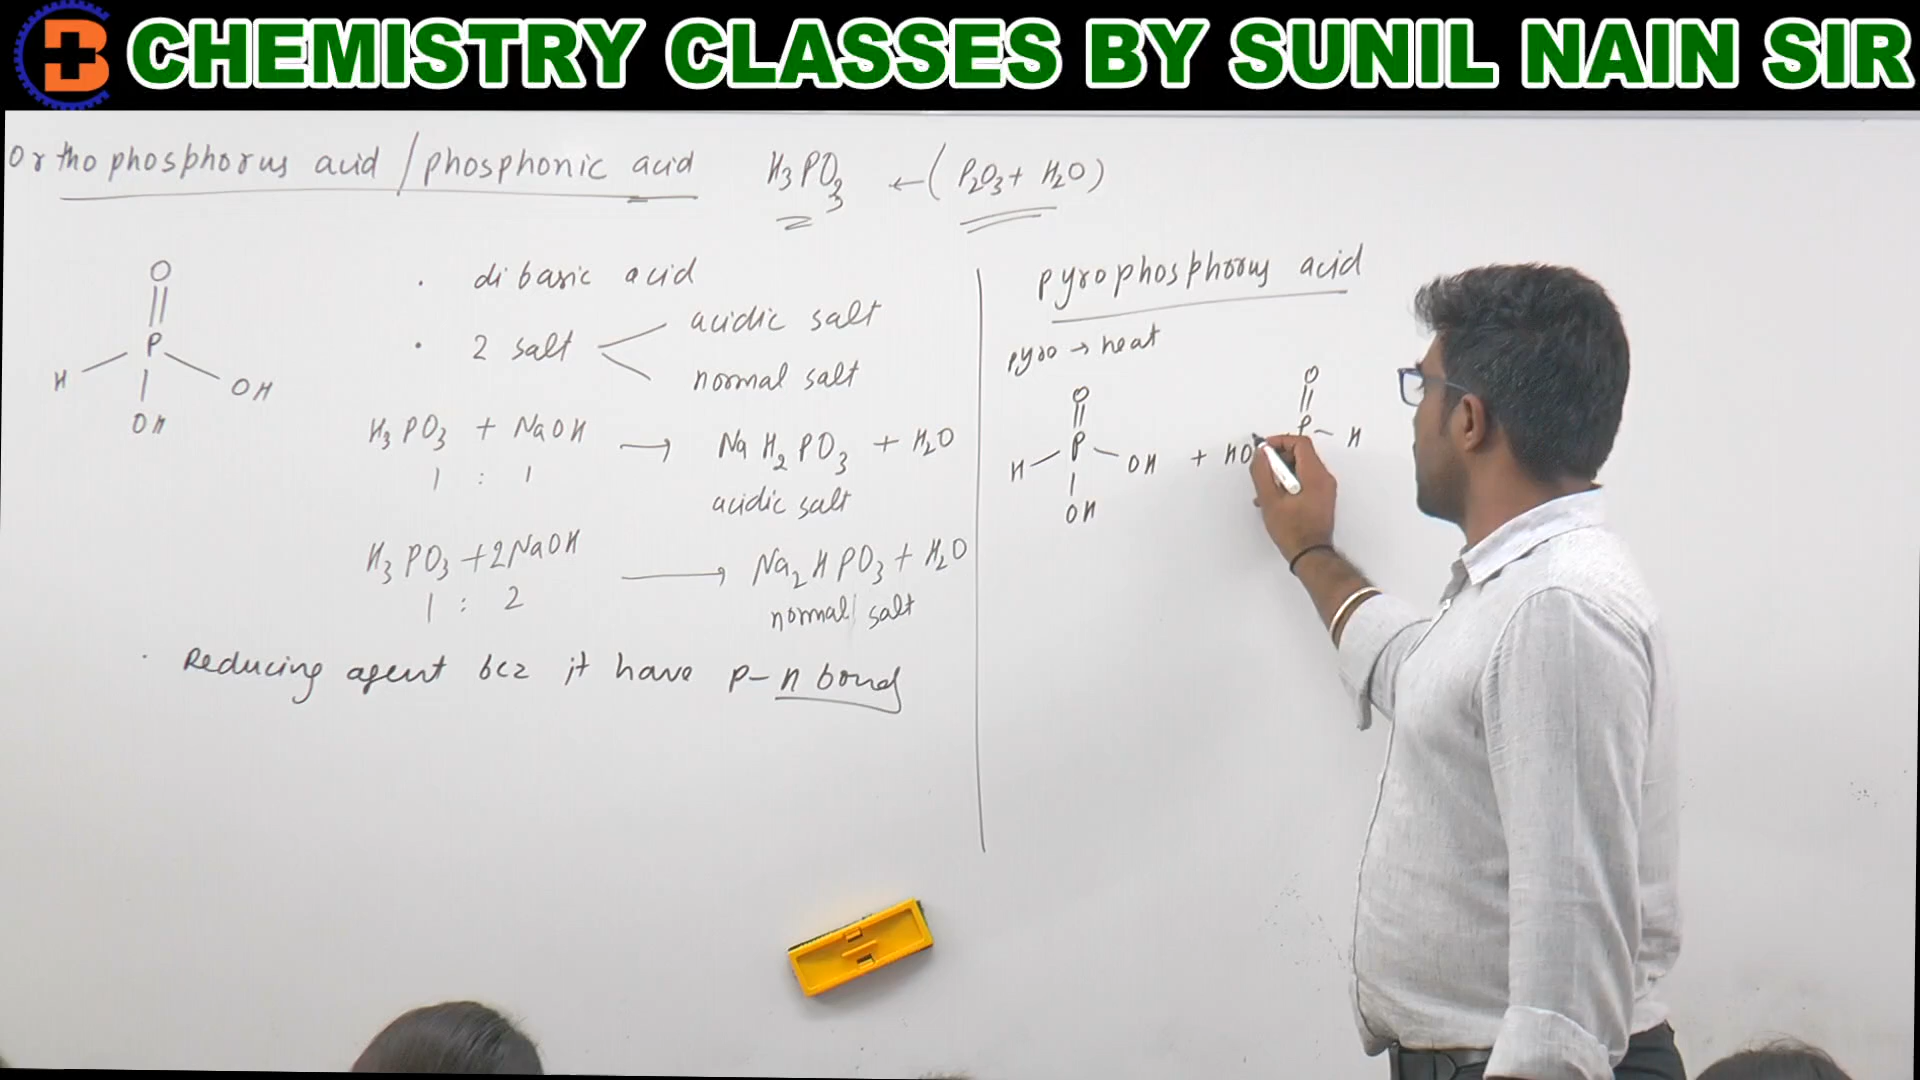 CHEMISTRY CLASSES BY SUNIL NAIN SIR
Orthophosphorus acid / phosphonic acid H₃PO₃ ← (P₂O₃ + H₂O)
O
P
H
OH
OH
· dibasic acid
· 2 salt
acidic salt
normal salt
H₃PO₃ + NaOH → NaH₂PO₃ + H₂O
1 : 1
acidic salt
H₃PO₃ + 2NaOH → Na₂HPO₃ + H₂O
1 : 2
normal salt
· Reducing agent bcz it have P-H bond
pyrophosphorus acid
pyro → heat
O
P
H
OH
OH
+ HO
O
P
H